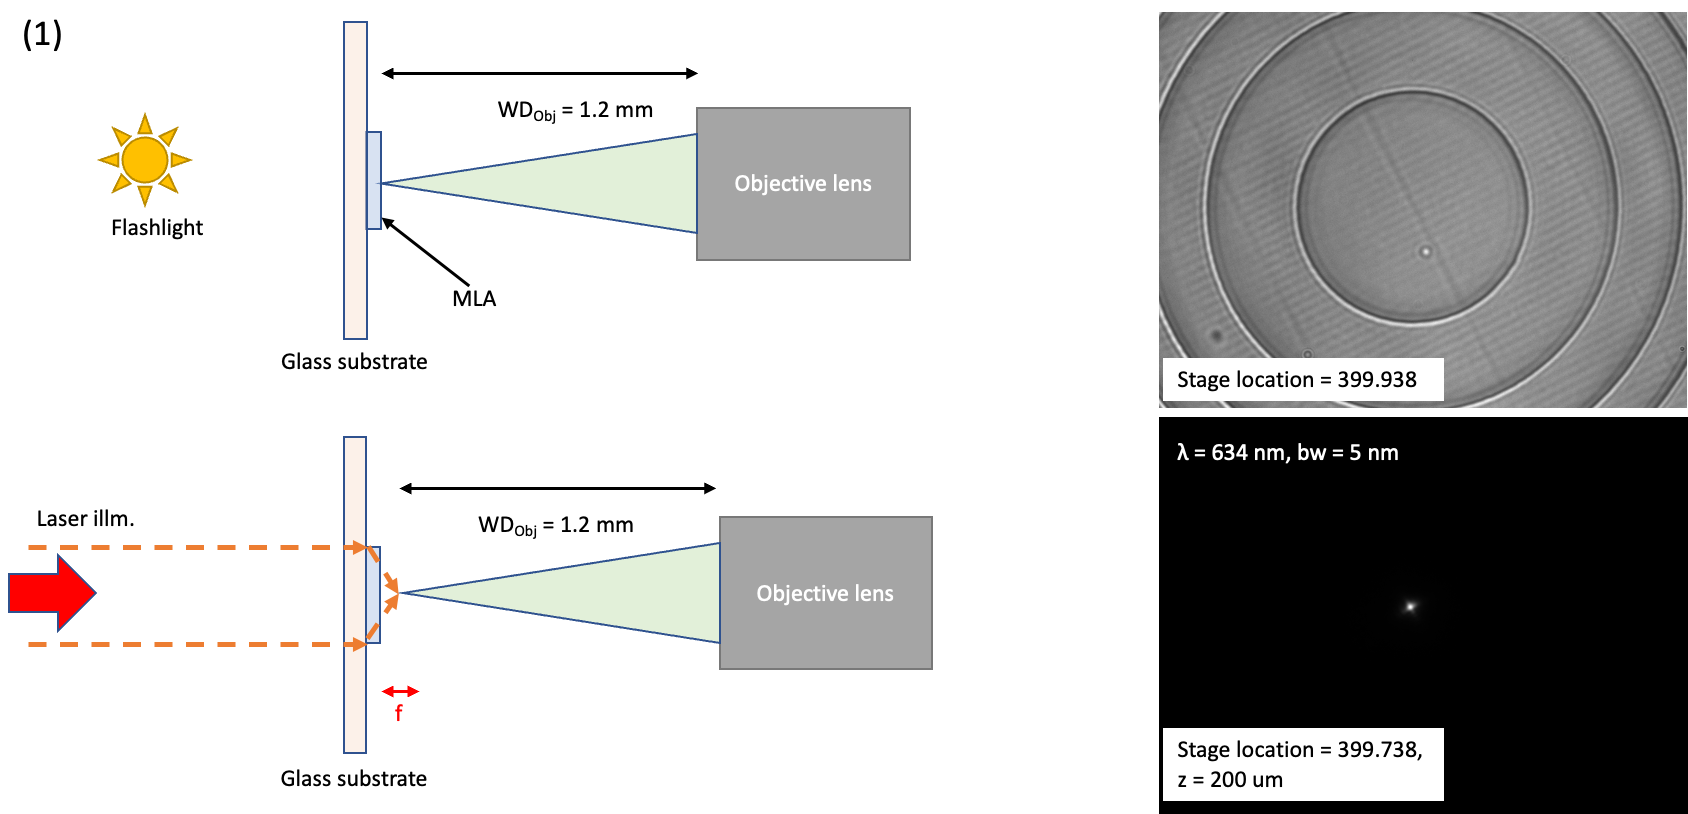 (1)
WDObj = 1.2 mm
Objective lens
Flashlight
MLA
Glass substrate
Stage location = 399.938
Laser illm.
WDObj = 1.2 mm
Objective lens
f
Glass substrate
λ = 634 nm, bw = 5 nm
Stage location = 399.738,
z = 200 um